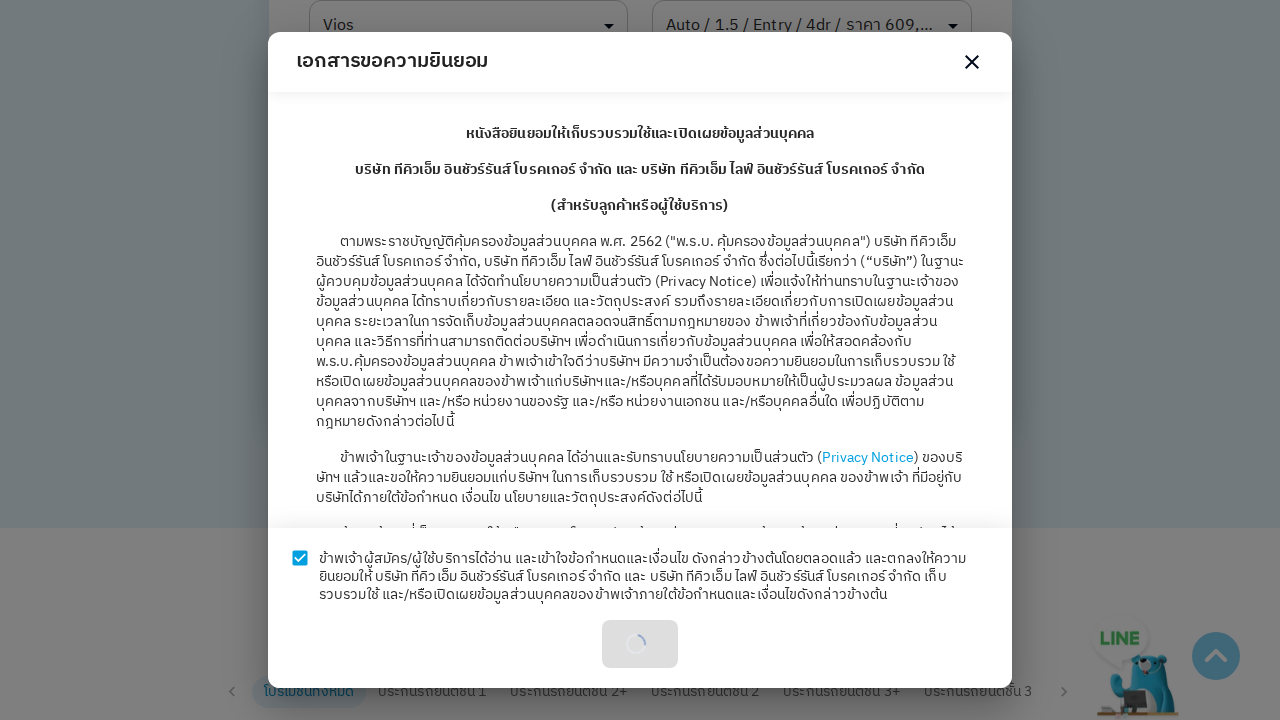 Vios
Auto / 1.5 / Entry / 4dr / ราคา 609,...
เอกสารขอความยินยอม
หนังสือยินยอมให้เก็บรวบรวมใช้และเปิดเผยข้อมูลส่วนบุคคล
บริษัท ทีคิวเอ็ม อินชัวร์รันส์ โบรคเกอร์ จำกัด และ บริษัท ทีคิวเอ็ม ไลฟ์ อินชัวร์รันส์ โบรคเกอร์ จำกัด
(สำหรับลูกค้าหรือผู้ใช้บริการ)
ตามพระราชบัญญัติคุ้มครองข้อมูลส่วนบุคคล พ.ศ. 2562 ("พ.ร.บ. คุ้มครองข้อมูลส่วนบุคคล") บริษัท ทีคิวเอ็ม
อินชัวร์รันส์ โบรคเกอร์ จำกัด, บริษัท ทีคิวเอ็ม ไลฟ์ อินชัวร์รันส์ โบรคเกอร์ จำกัด ซึ่งต่อไปนี้เรียกว่า (“บริษัท”) ในฐานะ
ผู้ควบคุมข้อมูลส่วนบุคคล ได้จัดทำนโยบายความเป็นส่วนตัว (Privacy Notice) เพื่อแจ้งให้ท่านทราบในฐานะเจ้าของ
ข้อมูลส่วนบุคคล ได้ทราบเกี่ยวกับรายละเอียด และวัตถุประสงค์ รวมถึงรายละเอียดเกี่ยวกับการเปิดเผยข้อมูลส่วน
บุคคล ระยะเวลาในการจัดเก็บข้อมูลส่วนบุคคลตลอดจนสิทธิ์ตามกฎหมายของ ข้าพเจ้าที่เกี่ยวข้องกับข้อมูลส่วน
บุคคล และวิธีการที่ท่านสามารถติดต่อบริษัทฯ เพื่อดำเนินการเกี่ยวกับข้อมูลส่วนบุคคล เพื่อให้สอดคล้องกับ
พ.ร.บ.คุ้มครองข้อมูลส่วนบุคคล ข้าพเจ้าเข้าใจดีว่าบริษัทฯ มีความจำเป็นต้องขอความยินยอมในการเก็บรวบรวม ใช้
หรือเปิดเผยข้อมูลส่วนบุคคลของข้าพเจ้าแก่บริษัทฯและ/หรือบุคคลที่ได้รับมอบหมายให้เป็นผู้ประมวลผล ข้อมูลส่วน
บุคคลจากบริษัทฯ และ/หรือ หน่วยงานของรัฐ และ/หรือ หน่วยงานเอกชน และ/หรือบุคคลอื่นใด เพื่อปฏิบัติตาม
กฎหมายดังกล่าวต่อไปนี้
ข้าพเจ้าในฐานะเจ้าของข้อมูลส่วนบุคคล ได้อ่านและรับทราบนโยบายความเป็นส่วนตัว (Privacy Notice) ของบริ
ษัทฯ แล้วและขอให้ความยินยอมแก่บริษัทฯ ในการเก็บรวบรวม ใช้ หรือเปิดเผยข้อมูลส่วนบุคคล ของข้าพเจ้า ที่มีอยู่กับ
บริษัทได้ภายใต้ข้อกำหนด เงื่อนไข นโยบายและวัตถุประสงค์ดังต่อไปนี้
ข้าพเจ้าผู้สมัคร/ผู้ใช้บริการได้อ่าน และเข้าใจข้อกำหนดและเงื่อนไข ดังกล่าวข้างต้นโดยตลอดแล้ว และตกลงให้ความ
ยินยอมให้ บริษัท ทีคิวเอ็ม อินชัวร์รันส์ โบรคเกอร์ จำกัด และ บริษัท ทีคิวเอ็ม ไลฟ์ อินชัวร์รันส์ โบรคเกอร์ จำกัด เก็บ
รวบรวมใช้ และ/หรือเปิดเผยข้อมูลส่วนบุคคลของข้าพเจ้าภายใต้ข้อกำหนดและเงื่อนไขดังกล่าวข้างต้น
LINE
โปรโมชันทั้งหมด
ประกันรถยนต์ชั้น 1
ประกันรถยนต์ชั้น 2+
ประกันรถยนต์ชั้น 2
ประกันรถยนต์ชั้น 3+
ประกันรถยนต์ชั้น 3